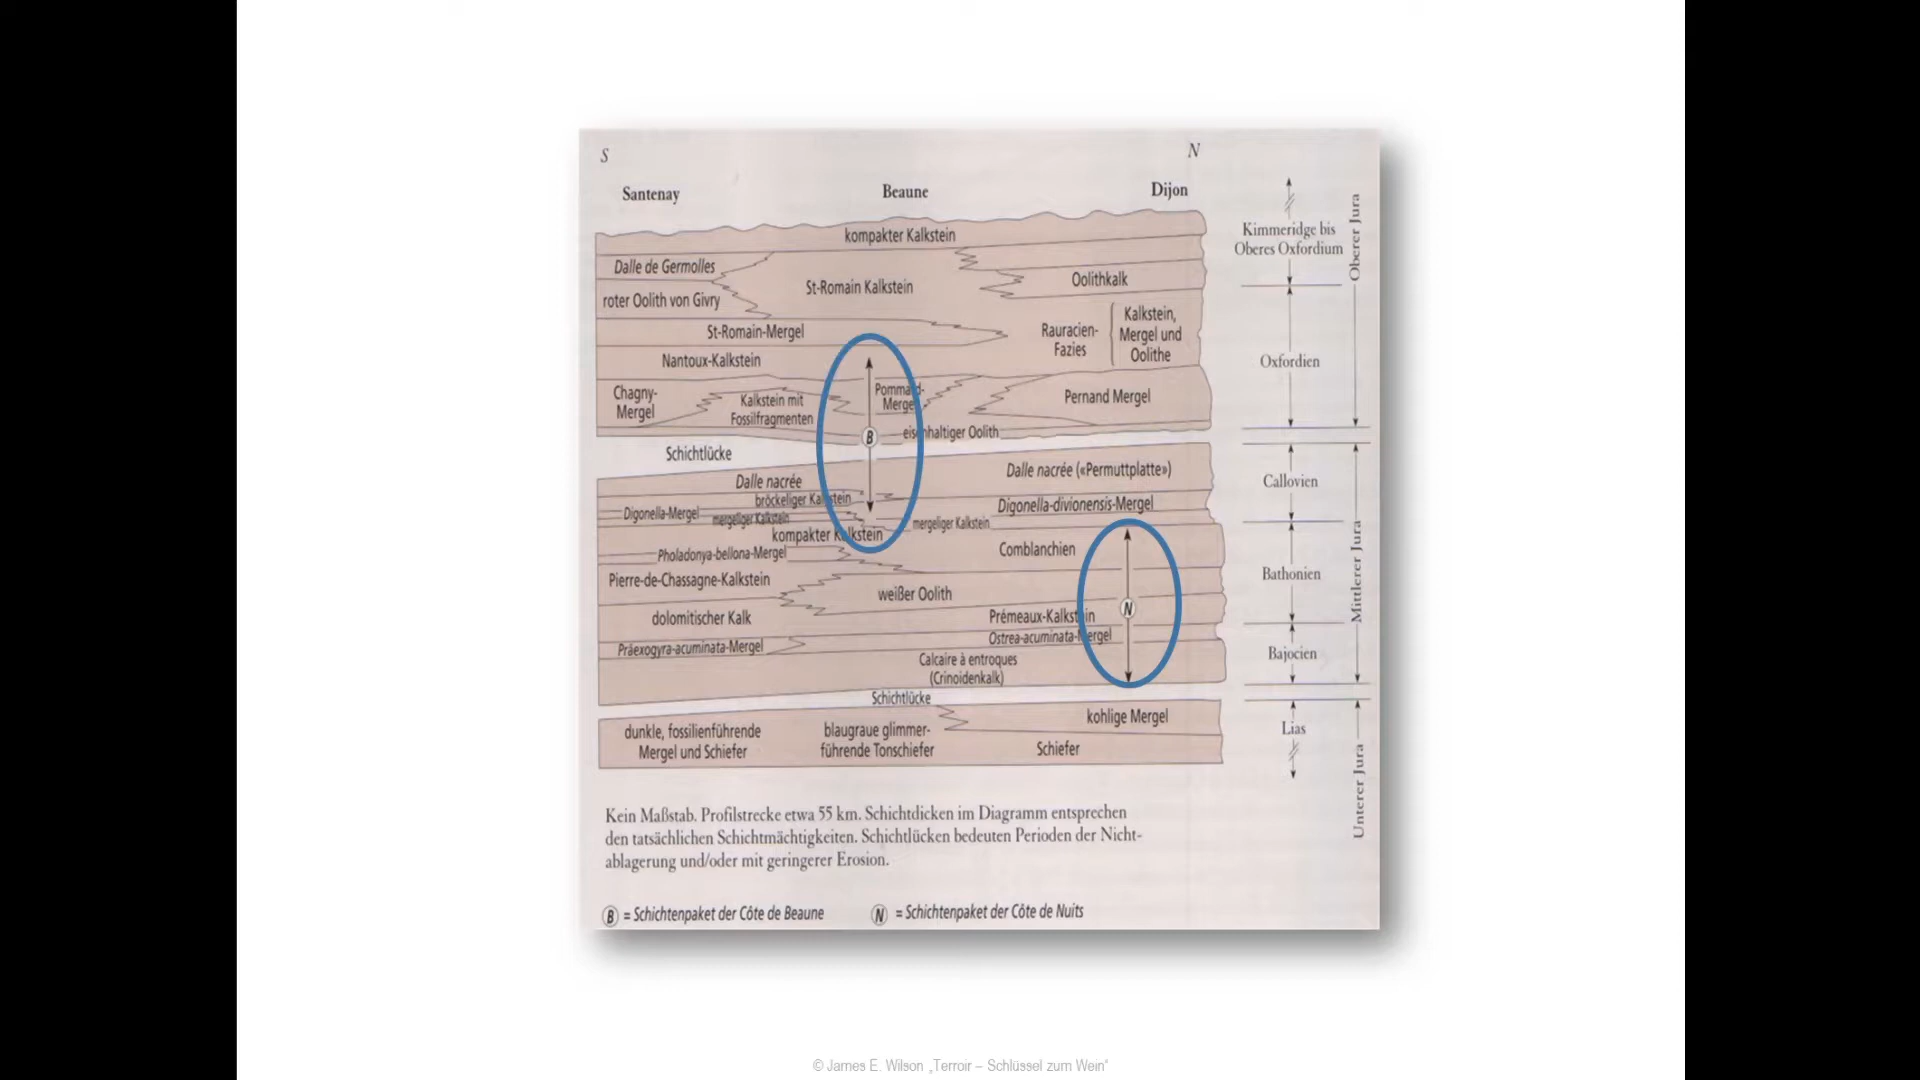 S
N
Santenay
Beaune
Dijon
kompakter Kalkstein
Dalle de Germolles
roter Oolith von Givry
St-Romain Kalkstein
Oolithkalk
St-Romain-Mergel
Rauracien-
Fazies
Kalkstein,
Mergel und
Oolithe
Nantoux-Kalkstein
Chagny-
Mergel
Kalkstein mit
Fossilfragmenten
Pommard-
Mergel
Pernand Mergel
B
eisenhaltiger Oolith
Schichtlücke
Dalle nacrée
Dalle nacrée («Permuttplatte»)
bröckeliger Kalkstein
Digonella-Mergel
mergeliger Kalkstein
Digonella-divionensis-Mergel
mergeliger Kalkstein
kompakter Kalkstein
Pholadonya-bellona-Mergel
Comblanchien
Pierre-de-Chassagne-Kalkstein
weißer Oolith
dolomitischer Kalk
Prémeaux-Kalkstein
N
Präexogyra-acuminata-Mergel
Ostrea-acuminata-Mergel
Calcaire à entroques
(Crinoidenkalk)
Schichtlücke
dunkle, fossilienführende
Mergel und Schiefer
blaugraue glimmer-
führende Tonschiefer
kohlige Mergel
Schiefer
Kimmeridge bis
Oberes Oxfordium
Oxfordien
Callovien
Bathonien
Bajocien
Lias
Oberer Jura
Mittlerer Jura
Unterer Jura
Kein Maßstab. Profilstrecke etwa 55 km. Schichtdicken im Diagramm entsprechen
den tatsächlichen Schichtmächtigkeiten. Schichtlücken bedeuten Perioden der Nicht-
ablagerung und/oder mit geringerer Erosion.
B = Schichtenpaket der Côte de Beaune
N = Schichtenpaket der Côte de Nuits
© James E. Wilson „Terroir – Schlüssel zum Wein“